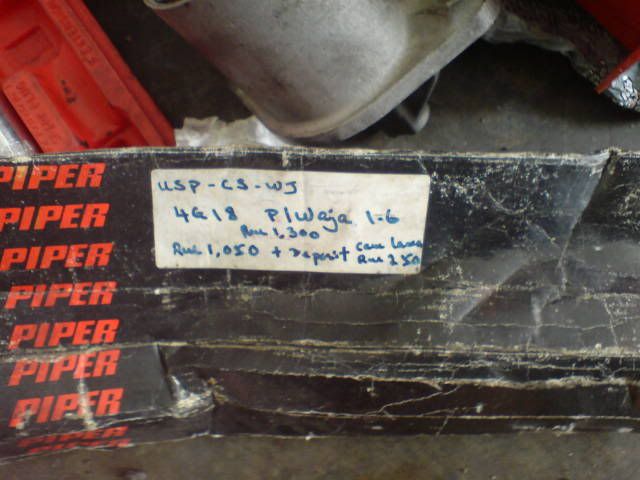 PIPER
PIPER
PIPER
PIPER
PIPER
PIPER
PIPER
PIPER
USP-CS-WJ
4G18 P/Waja 1.6
RM 1,300
RM 1,050 + Deposit cam lama RM 250